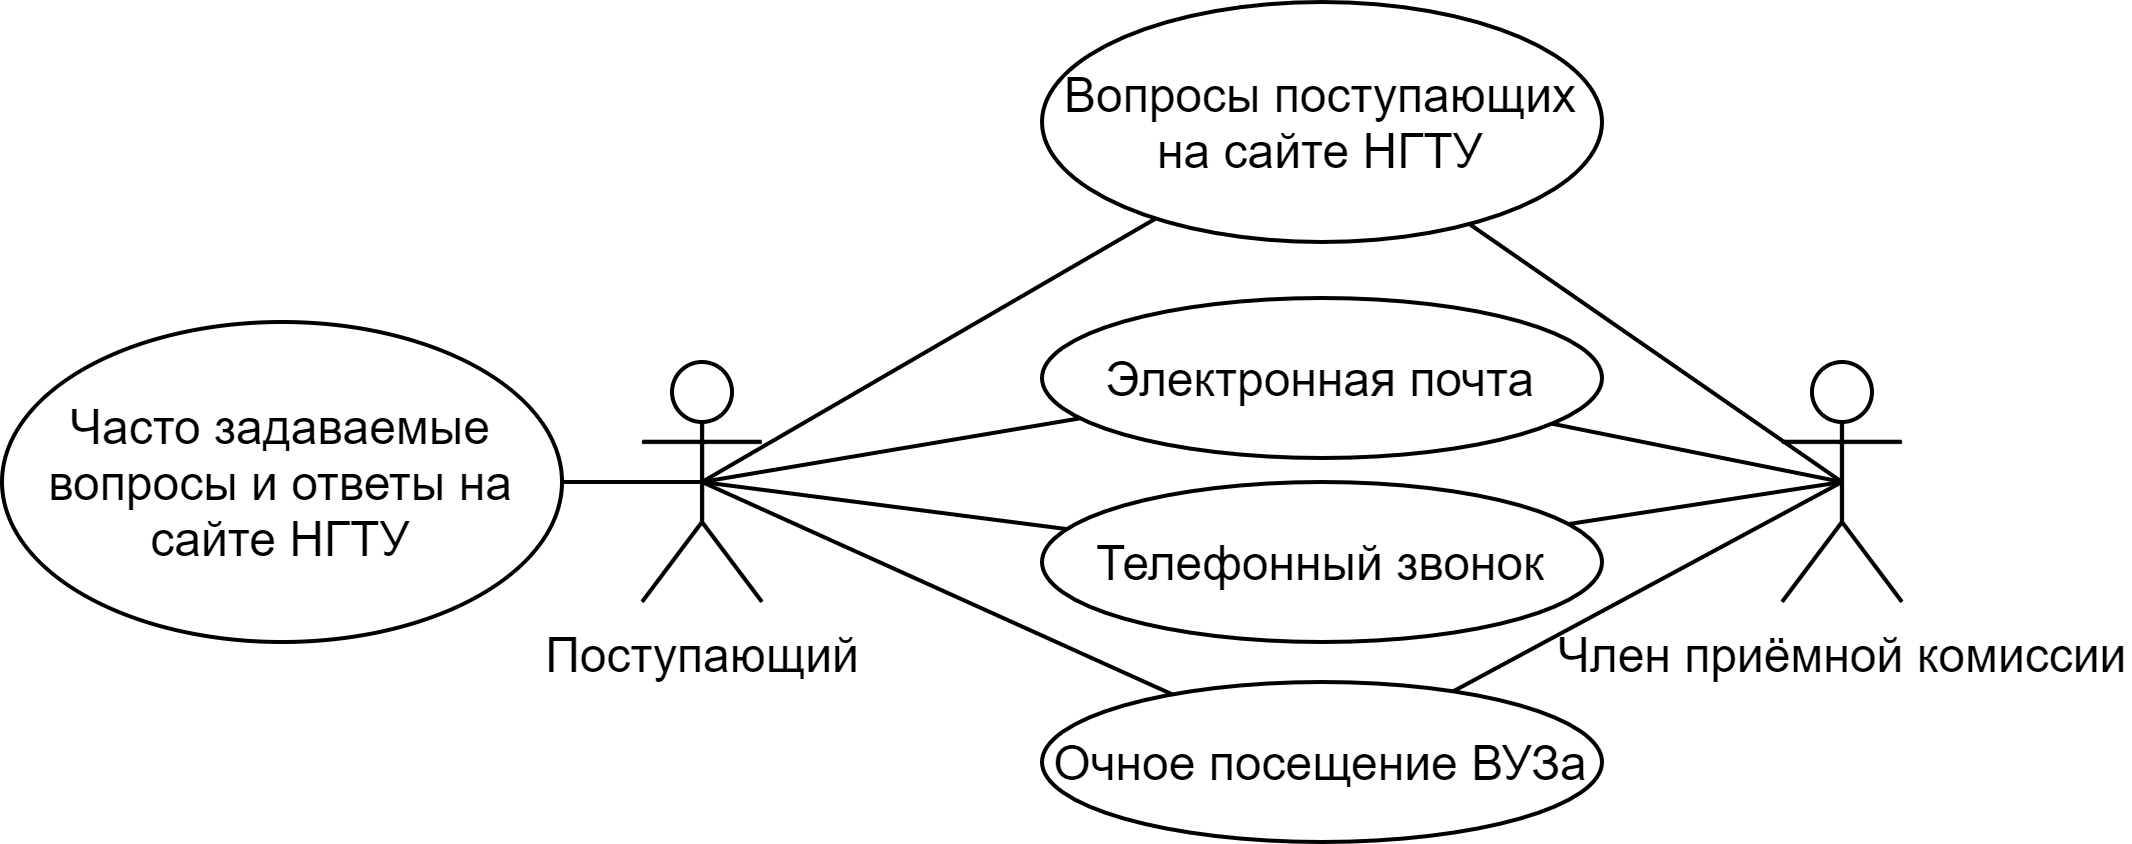 Вопросы поступающих
на сайте НГТУ
Электронная почта
Часто задаваемые
вопросы и ответы на
сайте НГТУ
Телефонный звонок
Поступающий
Член приёмной комиссии
Очное посещение ВУЗа